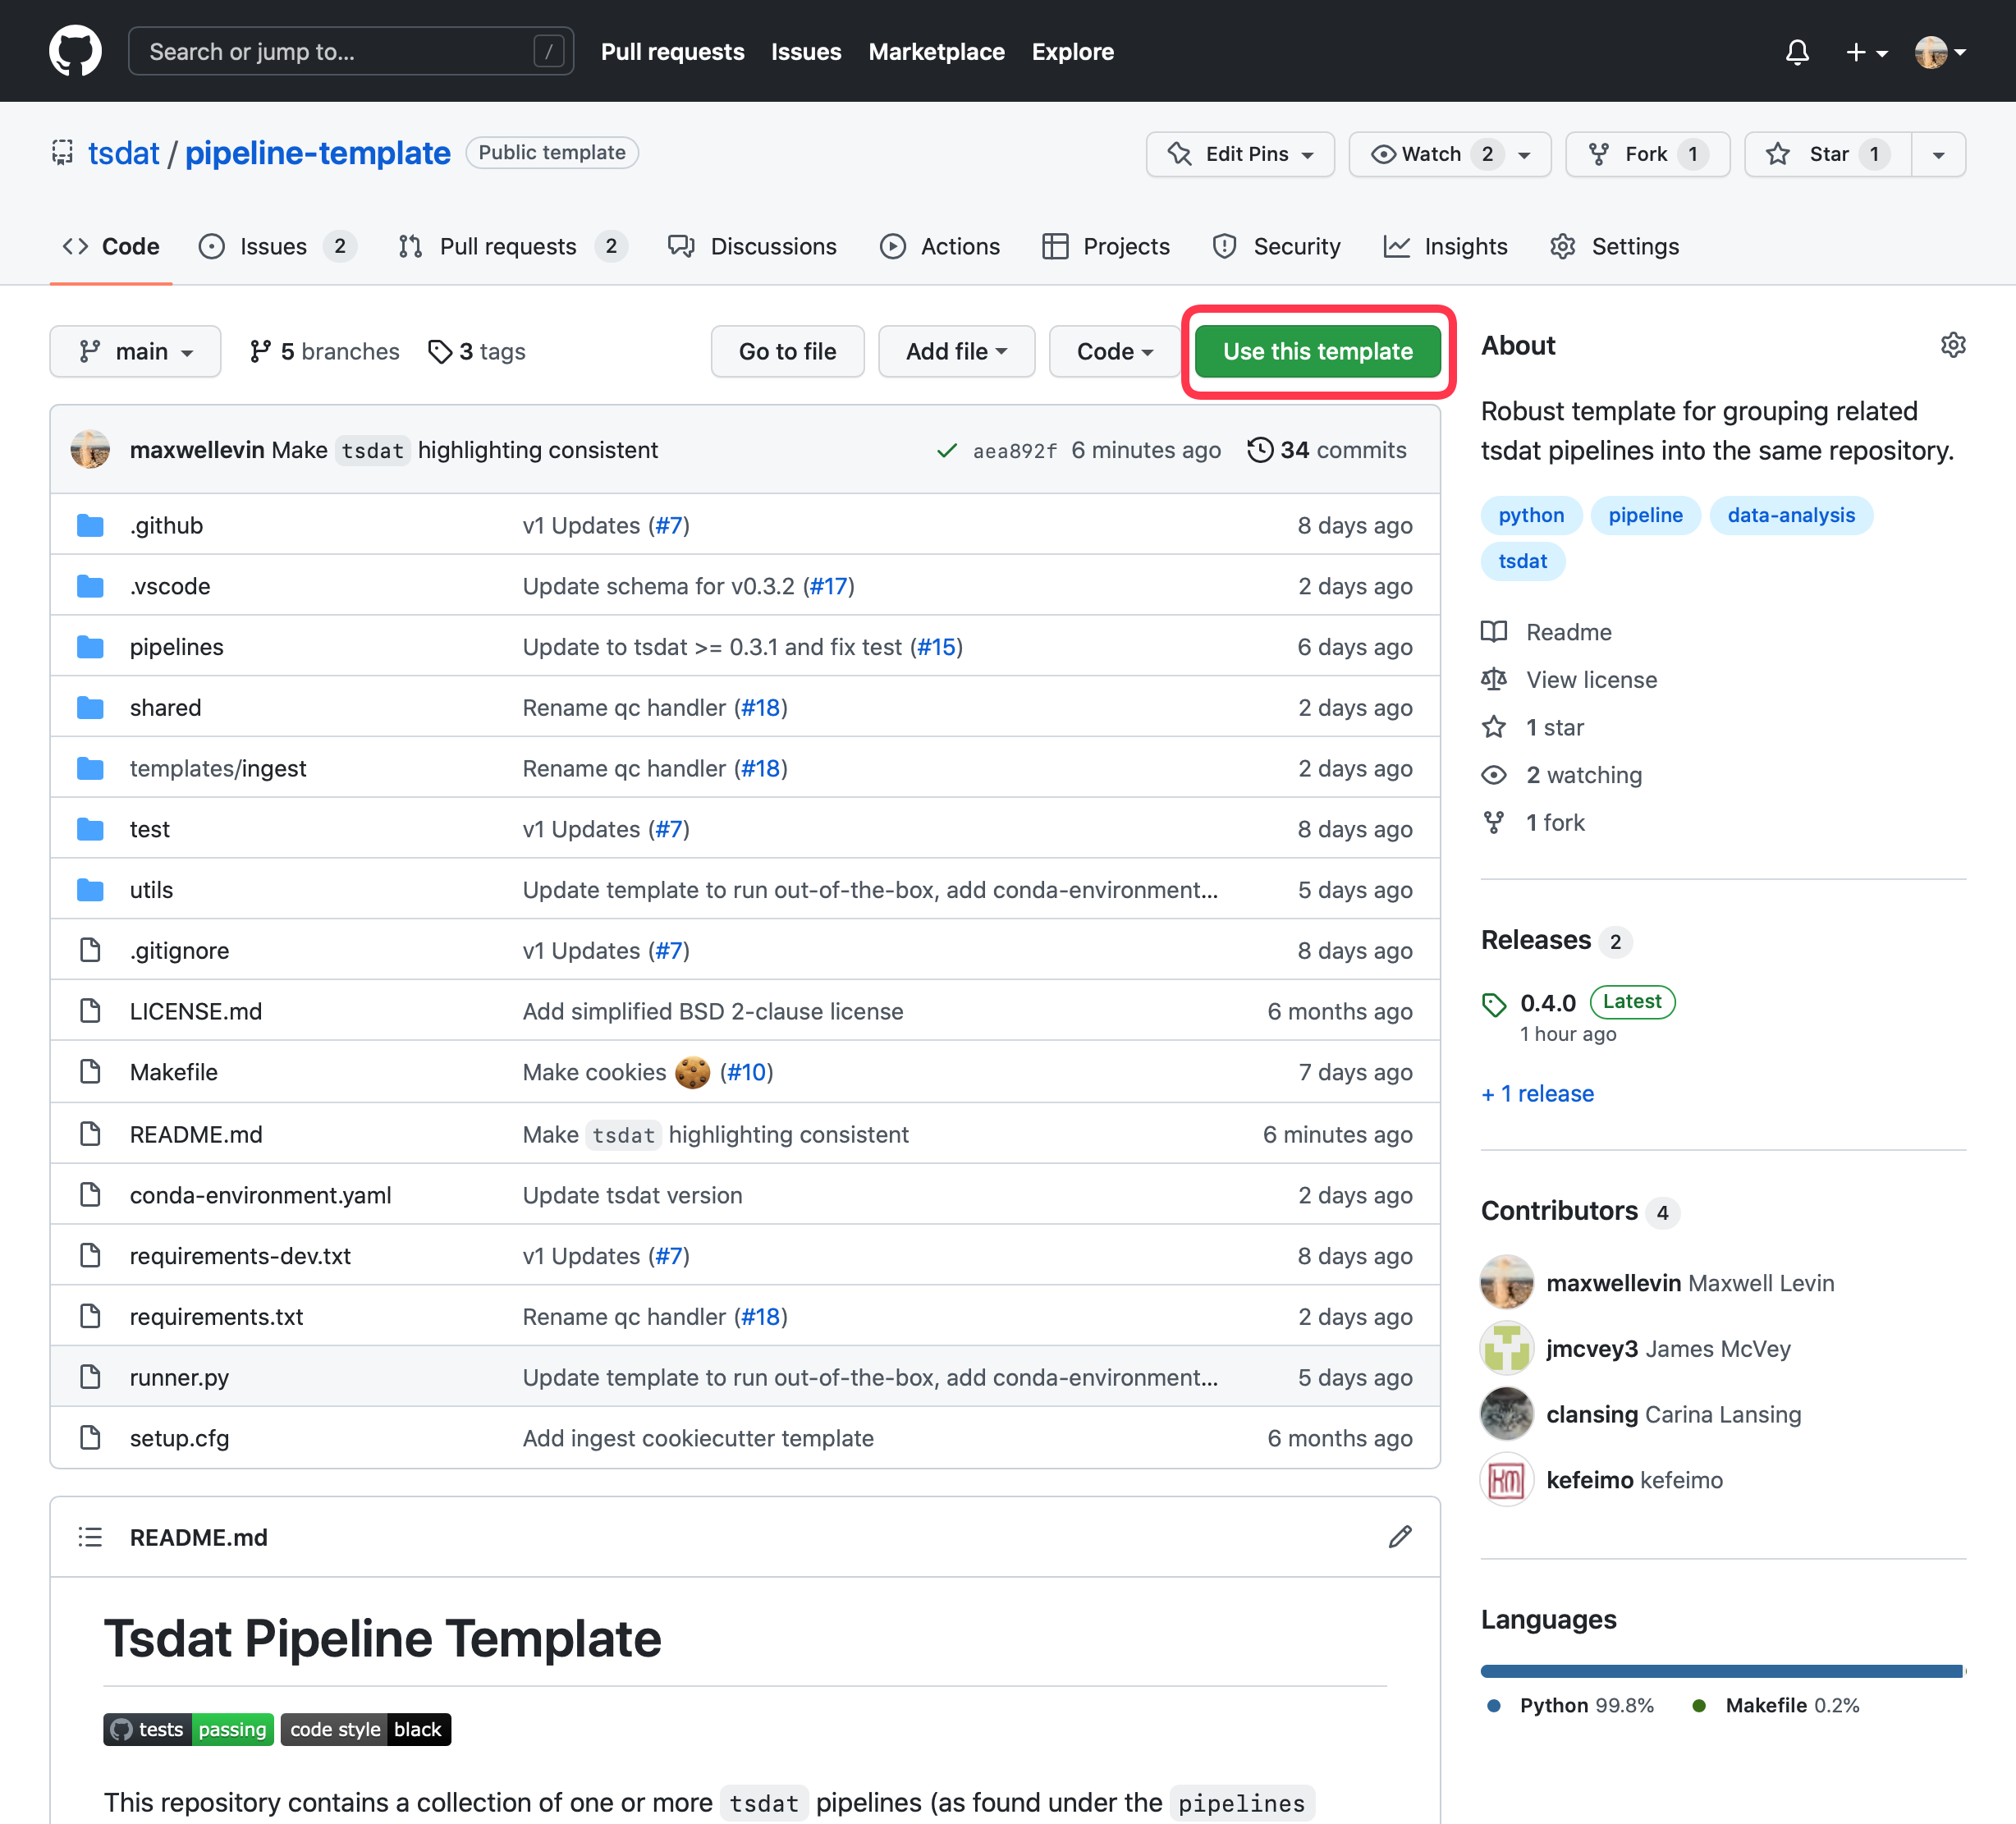 Search or jump to... / Pull requests Issues Marketplace Explore
tsdat / pipeline-template Public template Edit Pins Watch 2 Fork 1 Star 1
Code Issues 2 Pull requests 2 Discussions Actions Projects Security Insights Settings
main 5 branches 3 tags Go to file Add file Code Use this template
maxwellevin Make tsdat highlighting consistent aea892f 6 minutes ago 34 commits
.github v1 Updates (#7) 8 days ago
.vscode Update schema for v0.3.2 (#17) 2 days ago
pipelines Update to tsdat >= 0.3.1 and fix test (#15) 6 days ago
shared Rename qc handler (#18) 2 days ago
templates/ingest Rename qc handler (#18) 2 days ago
test v1 Updates (#7) 8 days ago
utils Update template to run out-of-the-box, add conda-environment... 5 days ago
.gitignore v1 Updates (#7) 8 days ago
LICENSE.md Add simplified BSD 2-clause license 6 months ago
Makefile Make cookies 🍪 (#10) 7 days ago
README.md Make tsdat highlighting consistent 6 minutes ago
conda-environment.yaml Update tsdat version 2 days ago
requirements-dev.txt v1 Updates (#7) 8 days ago
requirements.txt Rename qc handler (#18) 2 days ago
runner.py Update template to run out-of-the-box, add conda-environment... 5 days ago
setup.cfg Add ingest cookiecutter template 6 months ago
README.md
Tsdat Pipeline Template
tests passing code style black
This repository contains a collection of one or more tsdat pipelines (as found under the pipelines
About
Robust template for grouping related
tsdat pipelines into the same repository.
python pipeline data-analysis
tsdat
Readme
View license
1 star
2 watching
1 fork
Releases 2
0.4.0 Latest
1 hour ago
+ 1 release
Contributors 4
maxwellevin Maxwell Levin
jmcvey3 James McVey
clansing Carina Lansing
KM
kefeimo kefeimo
Languages
Python 99.8% Makefile 0.2%